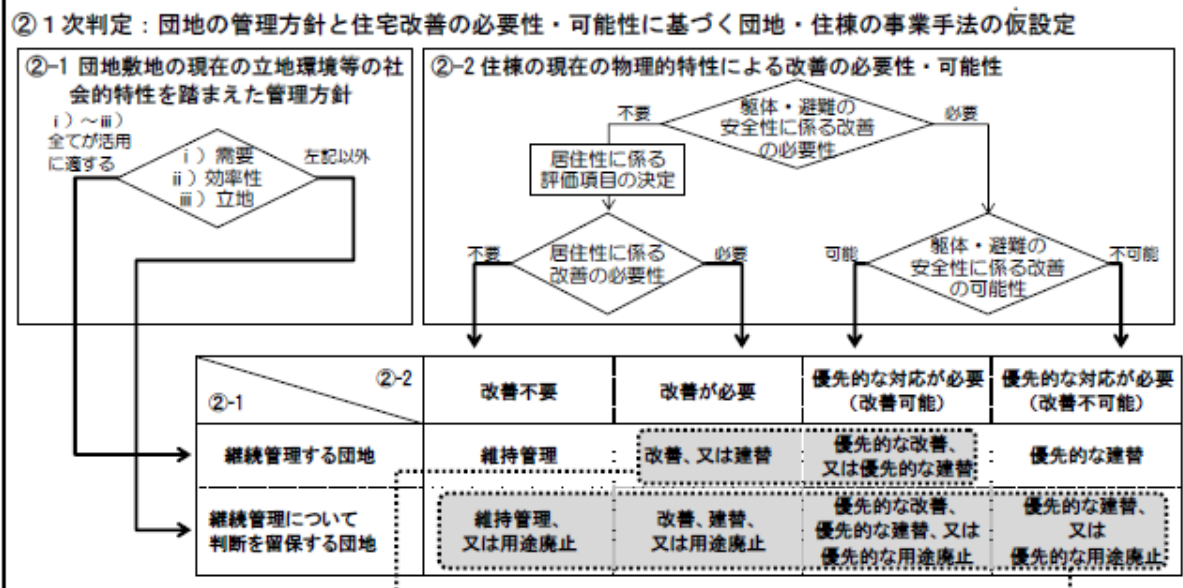 ②１次判定：団地の管理方針と住宅改善の必要性・可能性に基づく団地・住棟の事業手法の仮設定
②-1 団地敷地の現在の立地環境等の社
会的特性を踏まえた管理方針
ⅰ）～ⅲ）
全てが活用
に適する
ⅰ）需要
ⅱ）効率性
ⅲ）立地
左記以外
②-2 住棟の現在の物理的特性による改善の必要性・可能性
不要
躯体・避難の
安全性に係る改善
の必要性
必要
居住性に係る
評価項目の決定
不要
居住性に係る
改善の必要性
必要
可能
躯体・避難の
安全性に係る改善
の可能性
不可能
②-2
②-1
改善不要
改善が必要
優先的な対応が必要
（改善可能）
優先的な対応が必要
（改善不可能）
継続管理する団地
維持管理
改善、又は建替
優先的な改善、
又は優先的な建替
優先的な建替
継続管理について
判断を留保する団地
維持管理、
又は用途廃止
改善、建替、
又は用途廃止
優先的な改善、
優先的な建替、又は
優先的な用途廃止
優先的な建替、
又は
優先的な用途廃止